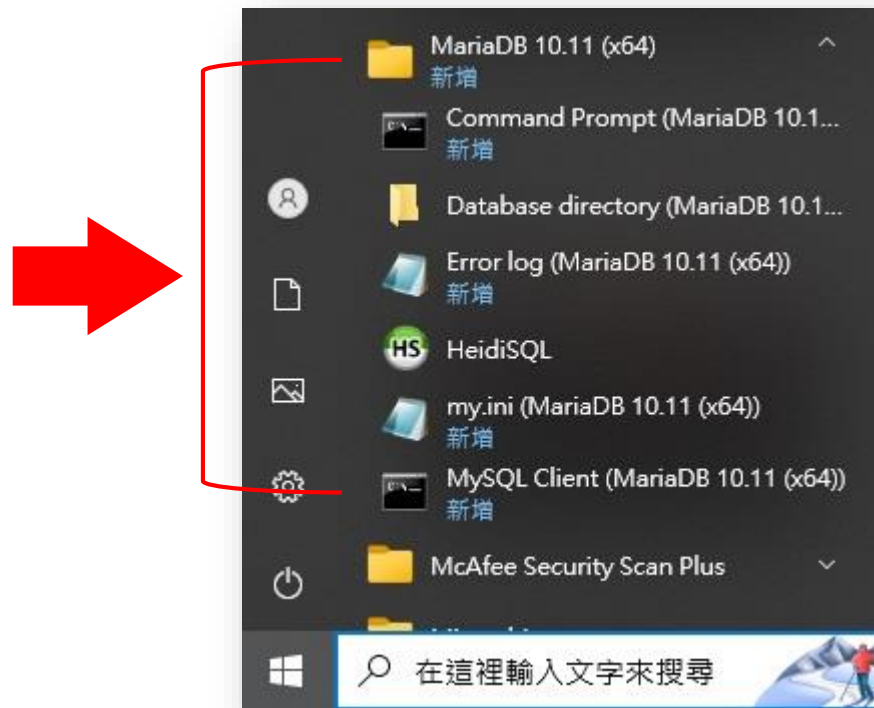 MariaDB 10.11 (x64)
新增
Command Prompt (MariaDB 10.1...
新增
Database directory (MariaDB 10.1...
Error log (MariaDB 10.11 (x64))
新增
HS HeidiSQL
my.ini (MariaDB 10.11 (x64))
新增
MySQL Client (MariaDB 10.11 (x64))
新增
McAfee Security Scan Plus
在這裡輸入文字來搜尋